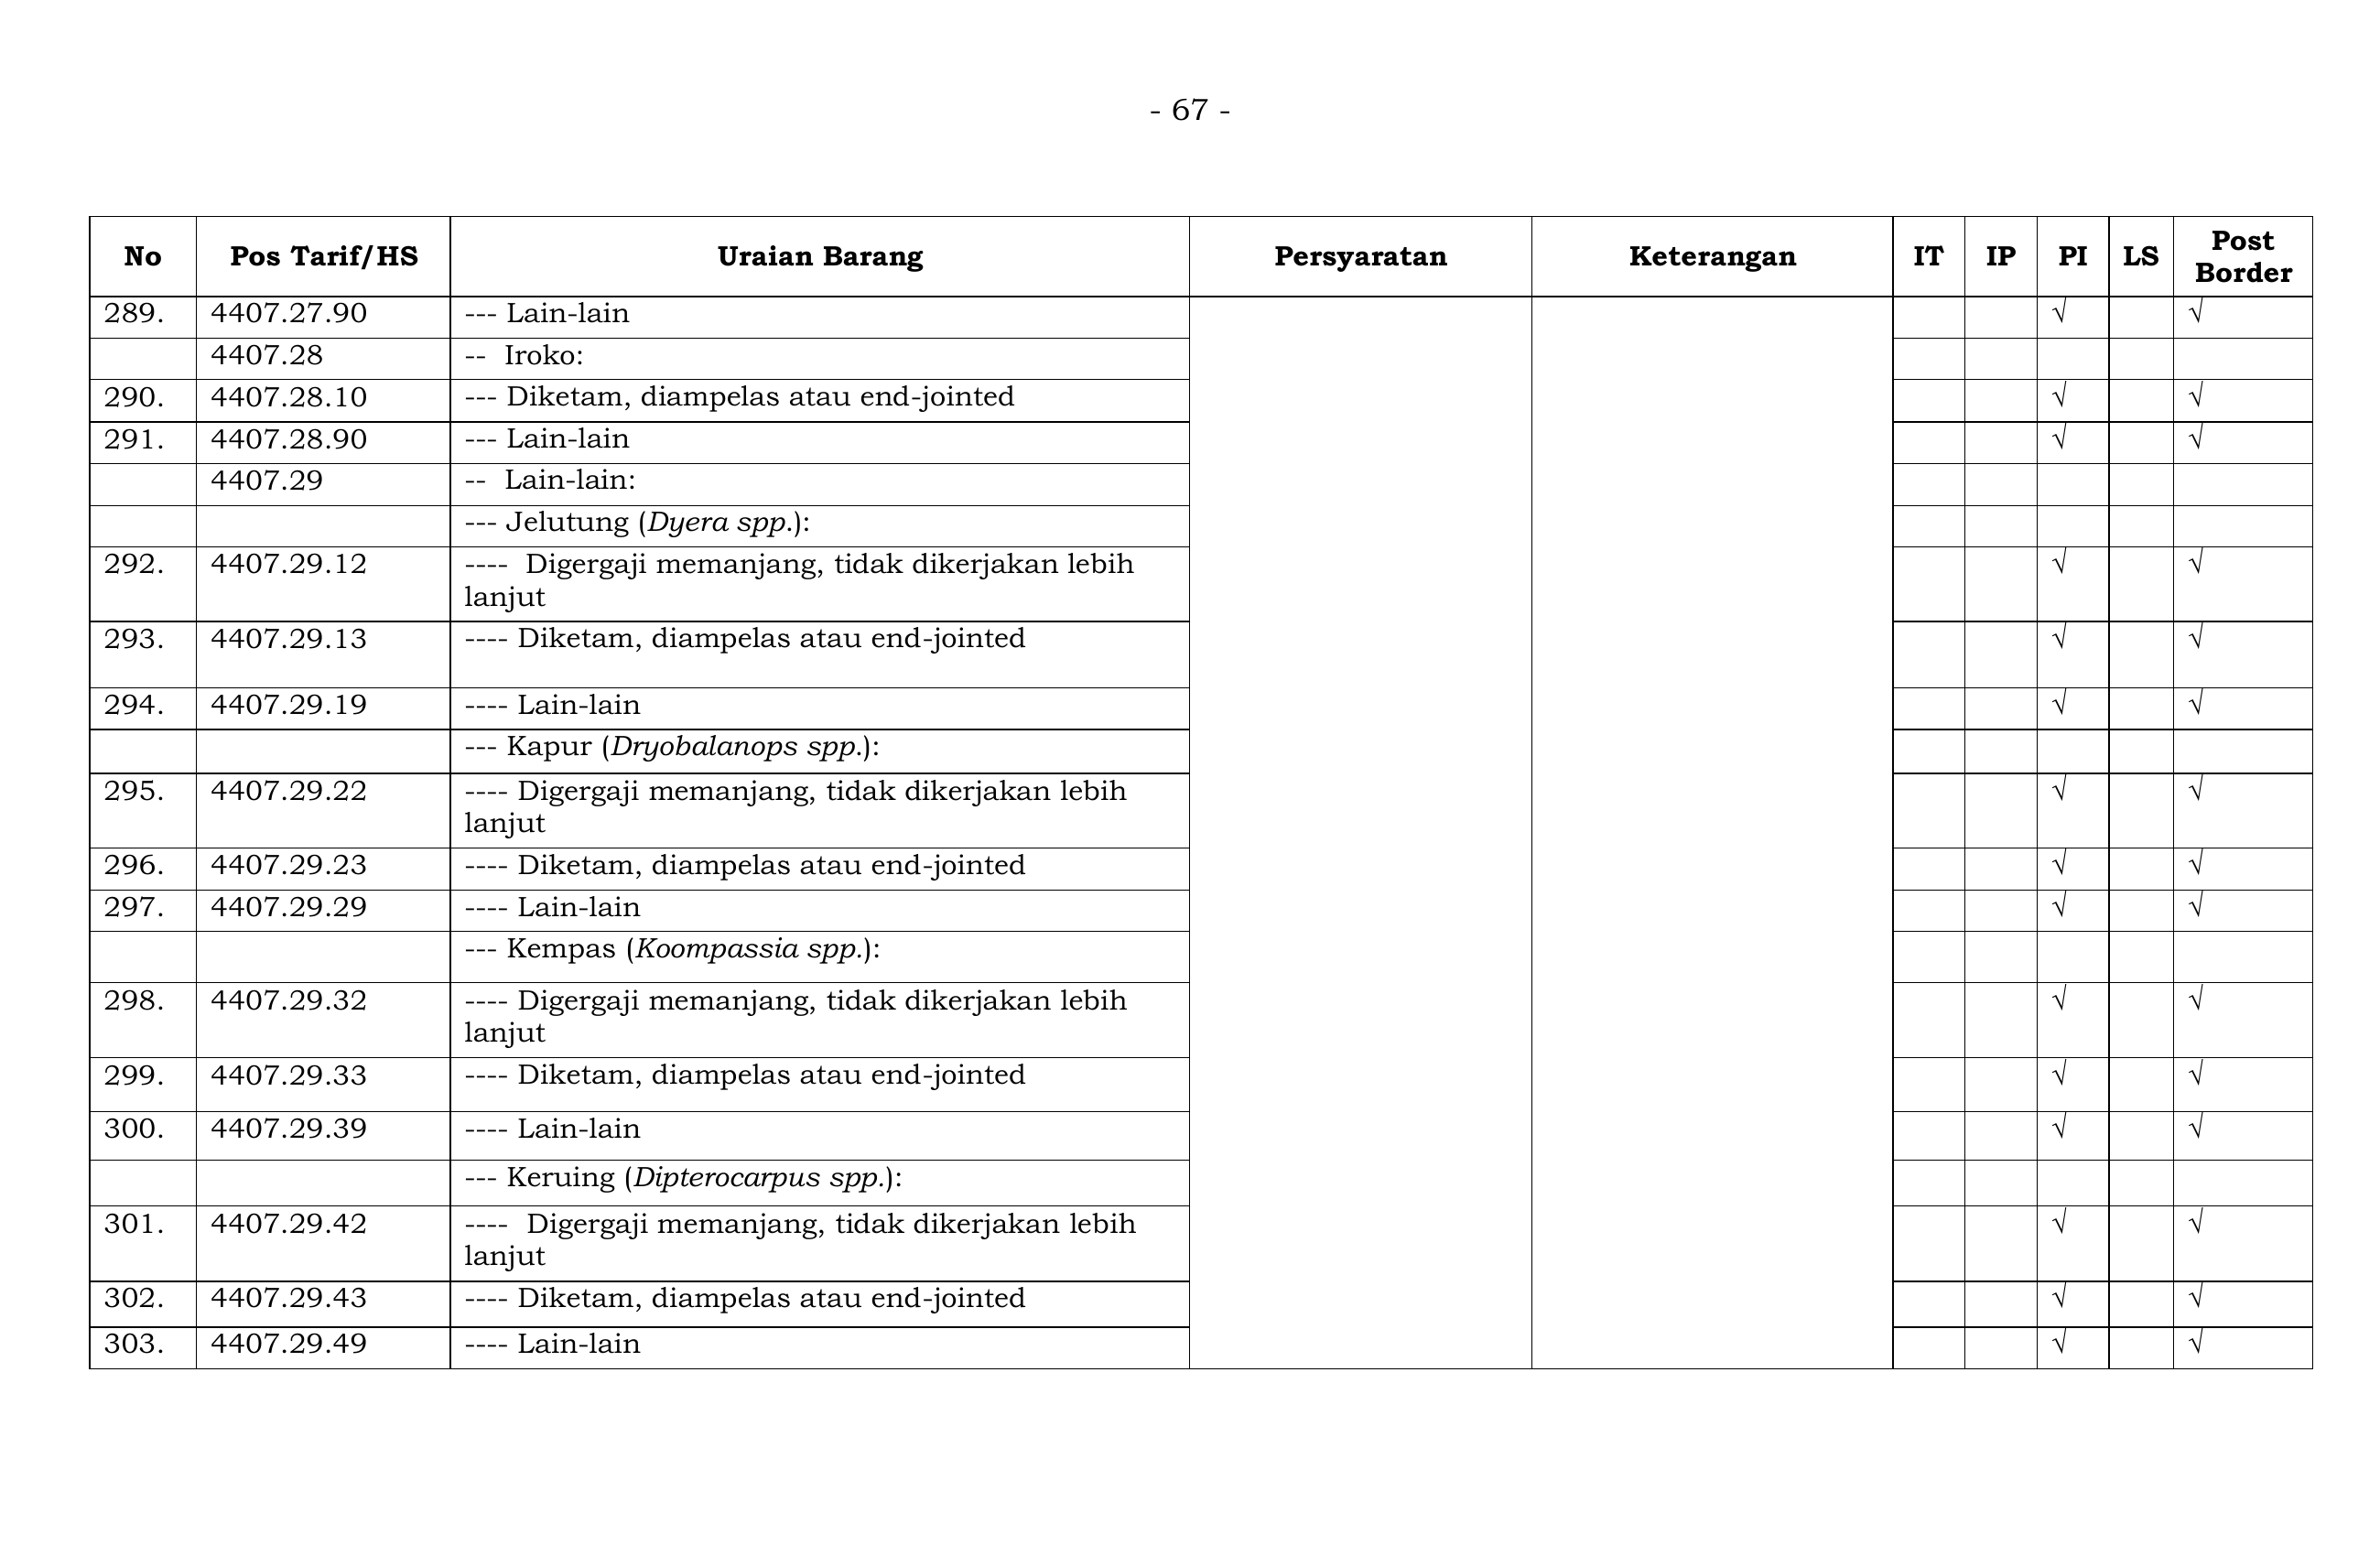 - 67 -
No Pos Tarif/HS Uraian Barang Persyaratan Keterangan IT IP PI LS Post Border
289. 4407.27.90 --- Lain-lain √ √
4407.28 -- Iroko:
290. 4407.28.10 --- Diketam, diampelas atau end-jointed √ √
291. 4407.28.90 --- Lain-lain √ √
4407.29 -- Lain-lain:
--- Jelutung (Dyera spp.):
292. 4407.29.12 ---- Digergaji memanjang, tidak dikerjakan lebih √ √
lanjut
293. 4407.29.13 ---- Diketam, diampelas atau end-jointed √ √
294. 4407.29.19 ---- Lain-lain √ √
--- Kapur (Dryobalanops spp.):
295. 4407.29.22 ---- Digergaji memanjang, tidak dikerjakan lebih √ √
lanjut
296. 4407.29.23 ---- Diketam, diampelas atau end-jointed √ √
297. 4407.29.29 ---- Lain-lain √ √
--- Kempas (Koompassia spp.):
298. 4407.29.32 ---- Digergaji memanjang, tidak dikerjakan lebih √ √
lanjut
299. 4407.29.33 ---- Diketam, diampelas atau end-jointed √ √
300. 4407.29.39 ---- Lain-lain √ √
--- Keruing (Dipterocarpus spp.):
301. 4407.29.42 ---- Digergaji memanjang, tidak dikerjakan lebih √ √
lanjut
302. 4407.29.43 ---- Diketam, diampelas atau end-jointed √ √
303. 4407.29.49 ---- Lain-lain √ √